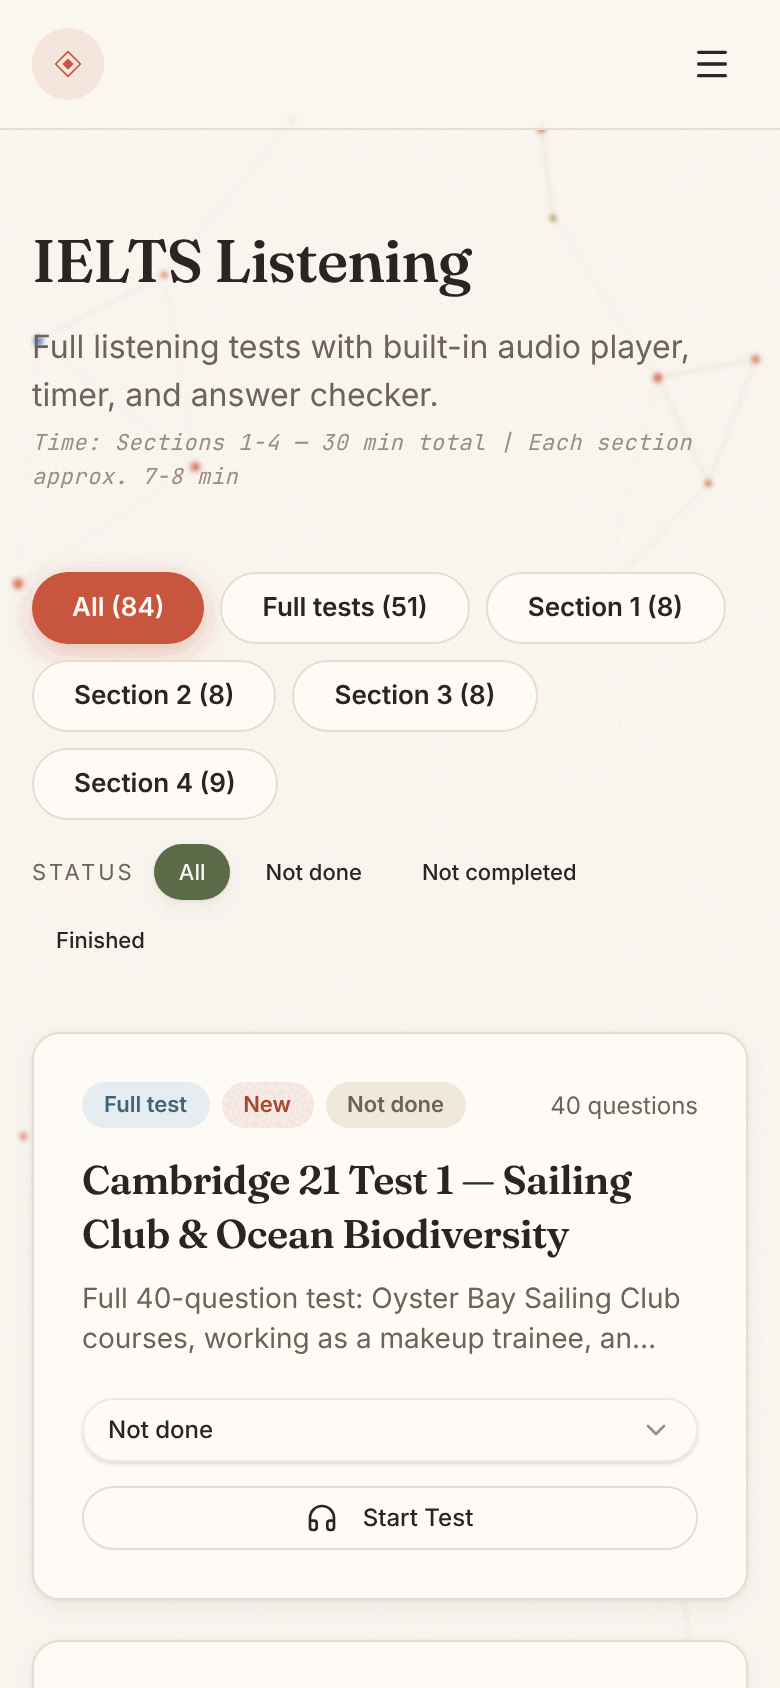 IELTS Listening
Full listening tests with built-in audio player,
timer, and answer checker.
Time: Sections 1-4 — 30 min total | Each section
approx. 7-8 min
All (84)
Full tests (51)
Section 1 (8)
Section 2 (8)
Section 3 (8)
Section 4 (9)
STATUS
All
Not done
Not completed
Finished
Full test
New
Not done
40 questions
Cambridge 21 Test 1 — Sailing
Club & Ocean Biodiversity
Full 40-question test: Oyster Bay Sailing Club
courses, working as a makeup trainee, an...
Not done
Start Test